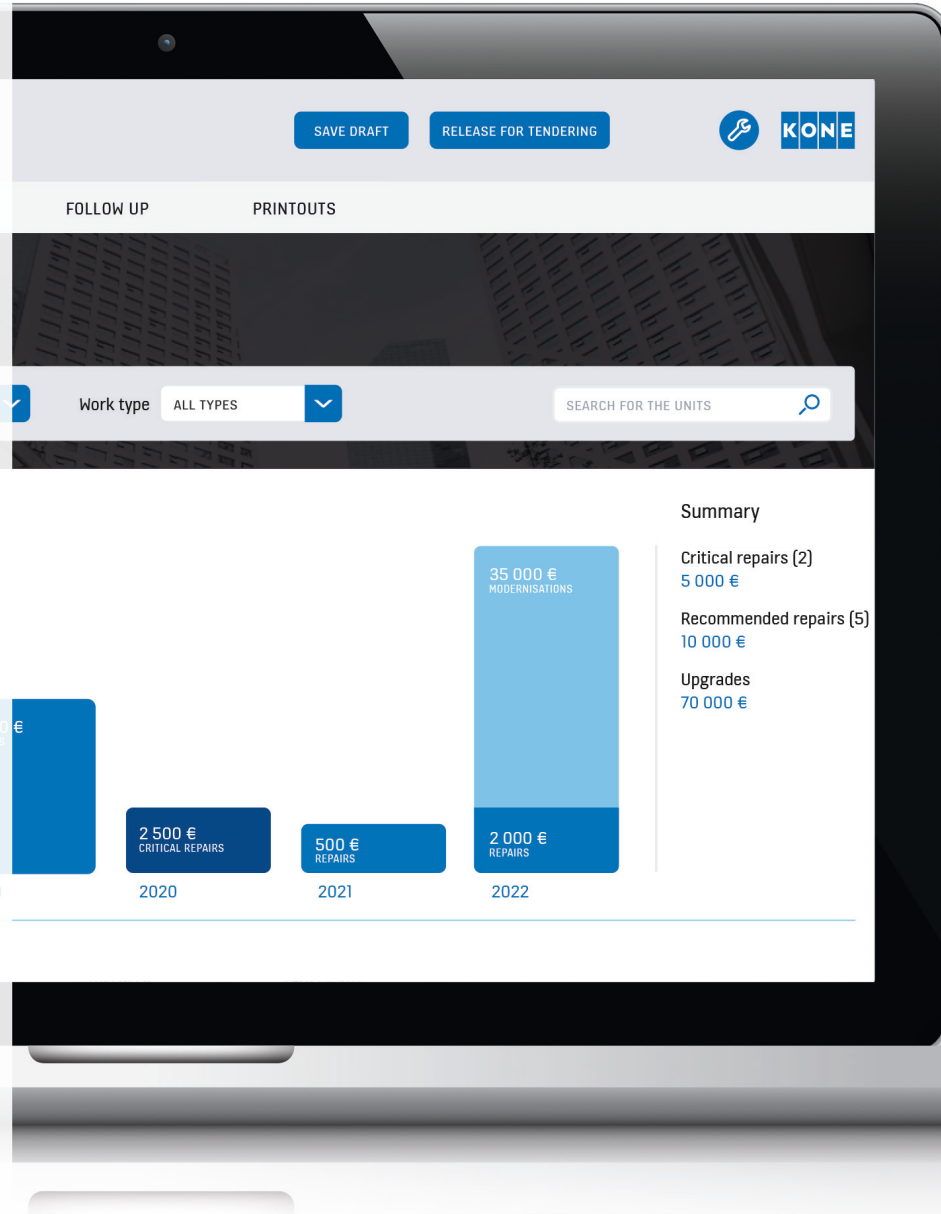 SAVE DRAFT
RELEASE FOR TENDERING
KONE
FOLLOW UP
PRINTOUTS
Work type
ALL TYPES
SEARCH FOR THE UNITS
Summary
Critical repairs (2)
5 000 €
Recommended repairs (5)
10 000 €
Upgrades
70 000 €
35 000 €
MODERNISATIONS
€
2 500 €
CRITICAL REPAIRS
500 €
REPAIRS
2 000 €
REPAIRS
2020
2021
2022